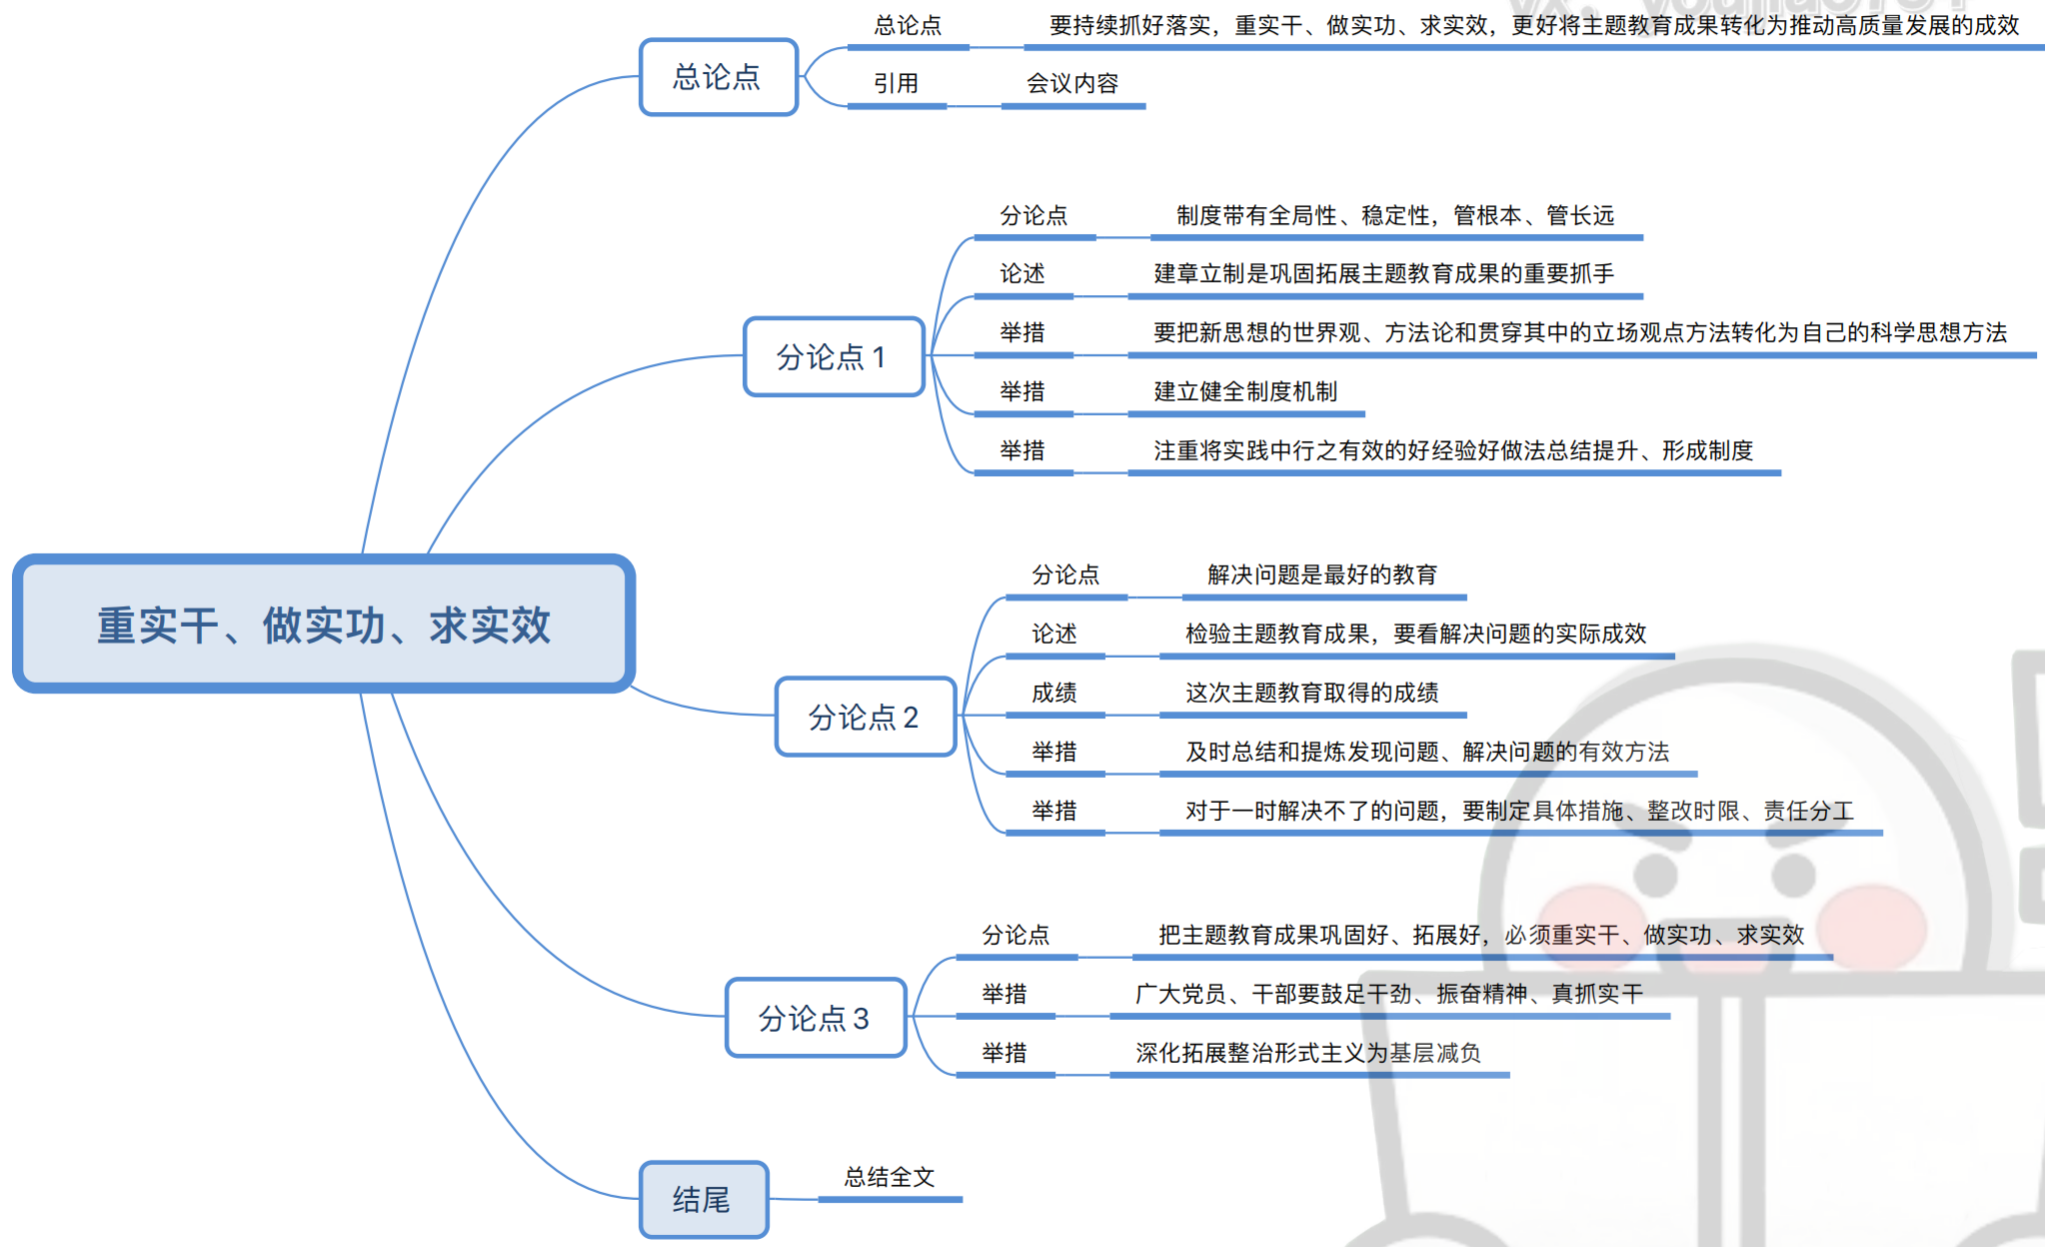 总论点
总论点
要持续抓好落实，重实干、做实功、求实效，更好将主题教育成果转化为推动高质量发展的成效
引用
会议内容
分论点1
分论点
制度带有全局性、稳定性，管根本、管长远
论述
建章立制是巩固拓展主题教育成果的重要抓手
举措
要把新思想的世界观、方法论和贯穿其中的立场观点方法转化为自己的科学思想方法
举措
建立健全制度机制
举措
注重将实践中行之有效的好经验好做法总结提升、形成制度
重实干、做实功、求实效
分论点2
分论点
解决问题是最好的教育
论述
检验主题教育成果，要看解决问题的实际成效
成绩
这次主题教育取得的成绩
举措
及时总结和提炼发现问题、解决问题的有效方法
举措
对于一时解决不了的问题，要制定具体措施、整改时限、责任分工
分论点3
分论点
把主题教育成果巩固好、拓展好，必须重实干、做实功、求实效
举措
广大党员、干部要鼓足干劲、振奋精神、真抓实干
举措
深化拓展整治形式主义为基层减负
结尾
总结全文